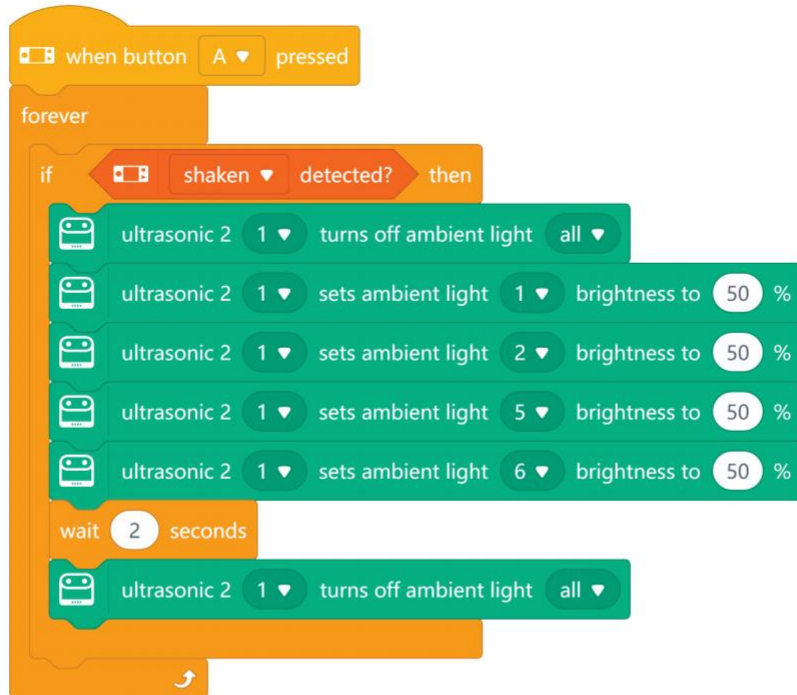 when button A pressed
forever
if shaken detected? then
ultrasonic 2 1 turns off ambient light all
ultrasonic 2 1 sets ambient light 1 brightness to 50 %
ultrasonic 2 1 sets ambient light 2 brightness to 50 %
ultrasonic 2 1 sets ambient light 5 brightness to 50 %
ultrasonic 2 1 sets ambient light 6 brightness to 50 %
wait 2 seconds
ultrasonic 2 1 turns off ambient light all